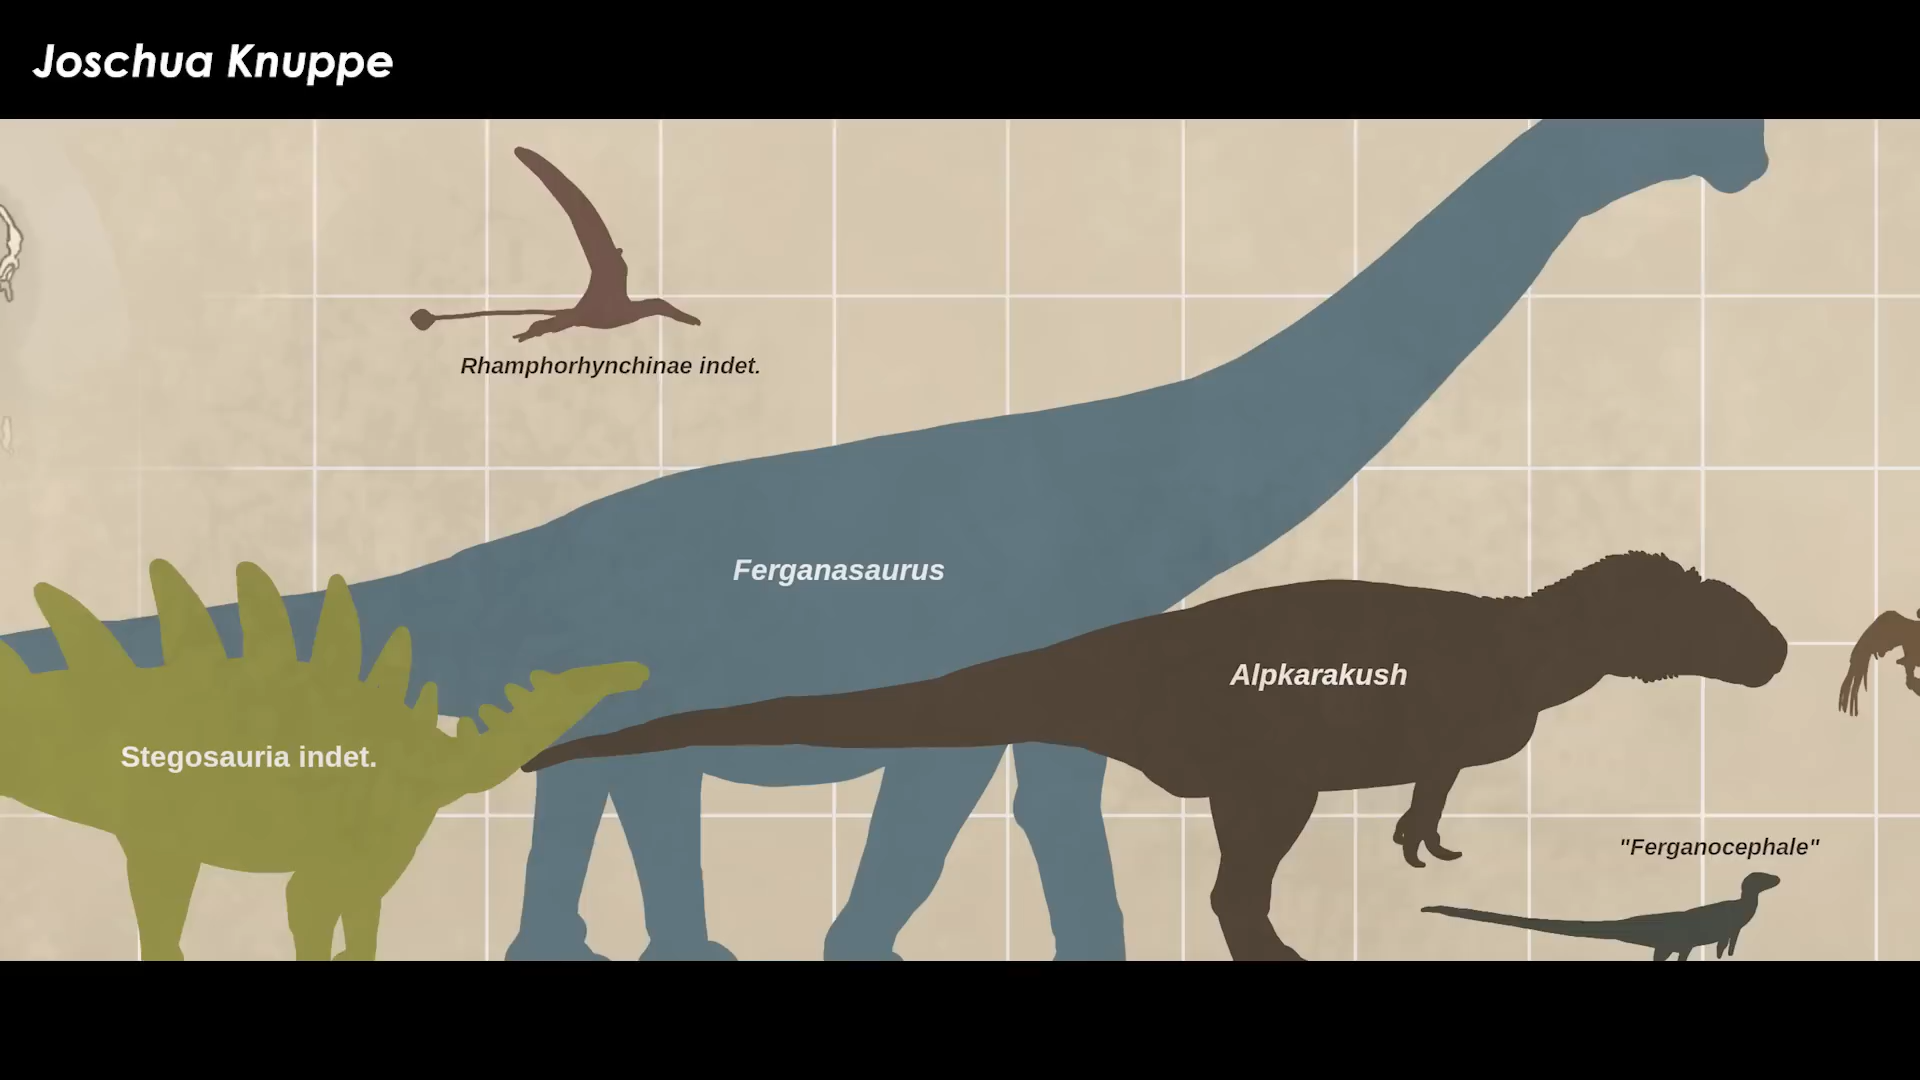 Joschua Knuppe
Rhamphorhynchinae indet.
Ferganasaurus
Alpkarakush
Stegosauria indet.
"Ferganocephale"